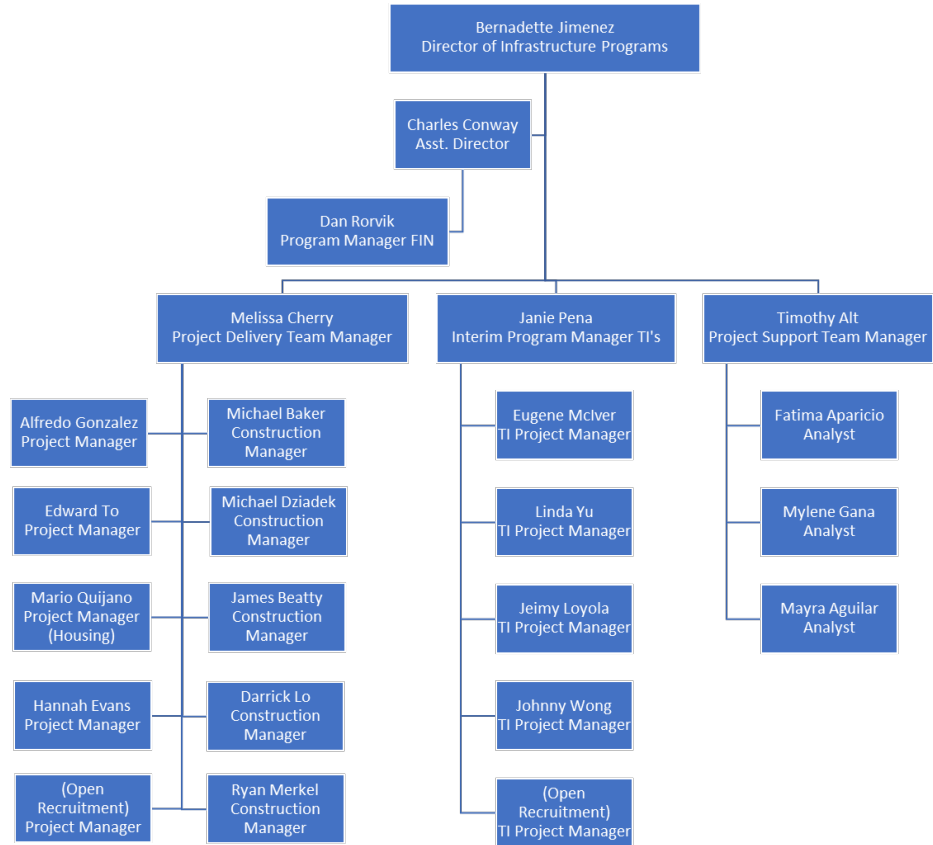 Bernadette Jimenez
Director of Infrastructure Programs
Charles Conway
Asst. Director
Dan Rorvik
Program Manager FIN
Melissa Cherry
Project Delivery Team Manager
Janie Pena
Interim Program Manager TI's
Timothy Alt
Project Support Team Manager
Alfredo Gonzalez
Project Manager
Michael Baker
Construction
Manager
Eugene McIver
TI Project Manager
Fatima Aparicio
Analyst
Edward To
Project Manager
Michael Dziadek
Construction
Manager
Linda Yu
TI Project Manager
Mylene Gana
Analyst
Mario Quijano
Project Manager
(Housing)
James Beatty
Construction
Manager
Jeimy Loyola
TI Project Manager
Mayra Aguilar
Analyst
Hannah Evans
Project Manager
Darrick Lo
Construction
Manager
Johnny Wong
TI Project Manager
(Open
Recruitment)
Project Manager
Ryan Merkel
Construction
Manager
(Open
Recruitment)
TI Project Manager